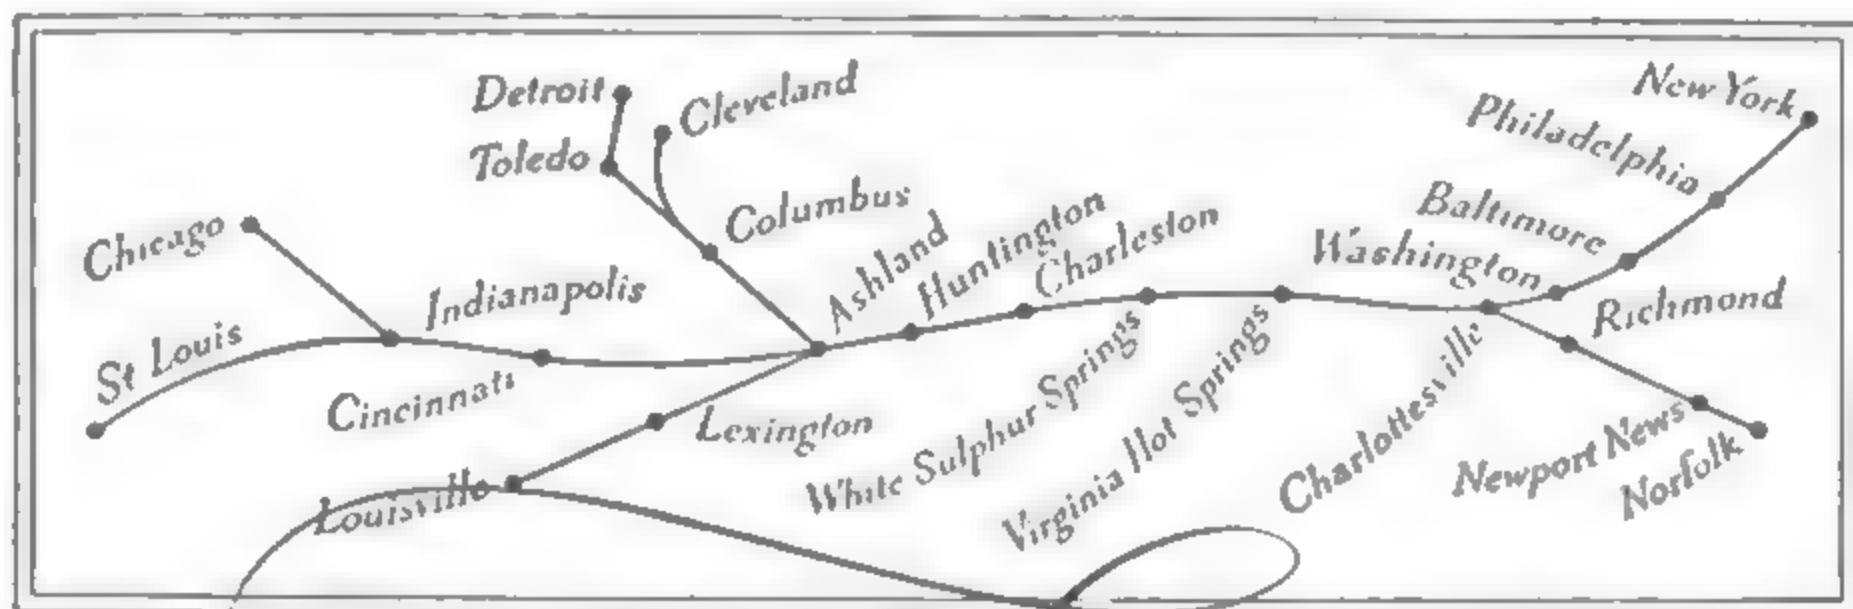 Detroit
Cleveland
New York
Toledo
Philadelphia
Columbus
Chicago
Ashland
Huntington
Charleston
Baltimore
Washington
Indianapolis
Richmond
St Louis
Cincinnati
Lexington
White Sulphur Springs
Virginia Hot Springs
Charlottesville
Newport News
Norfolk
Louisville